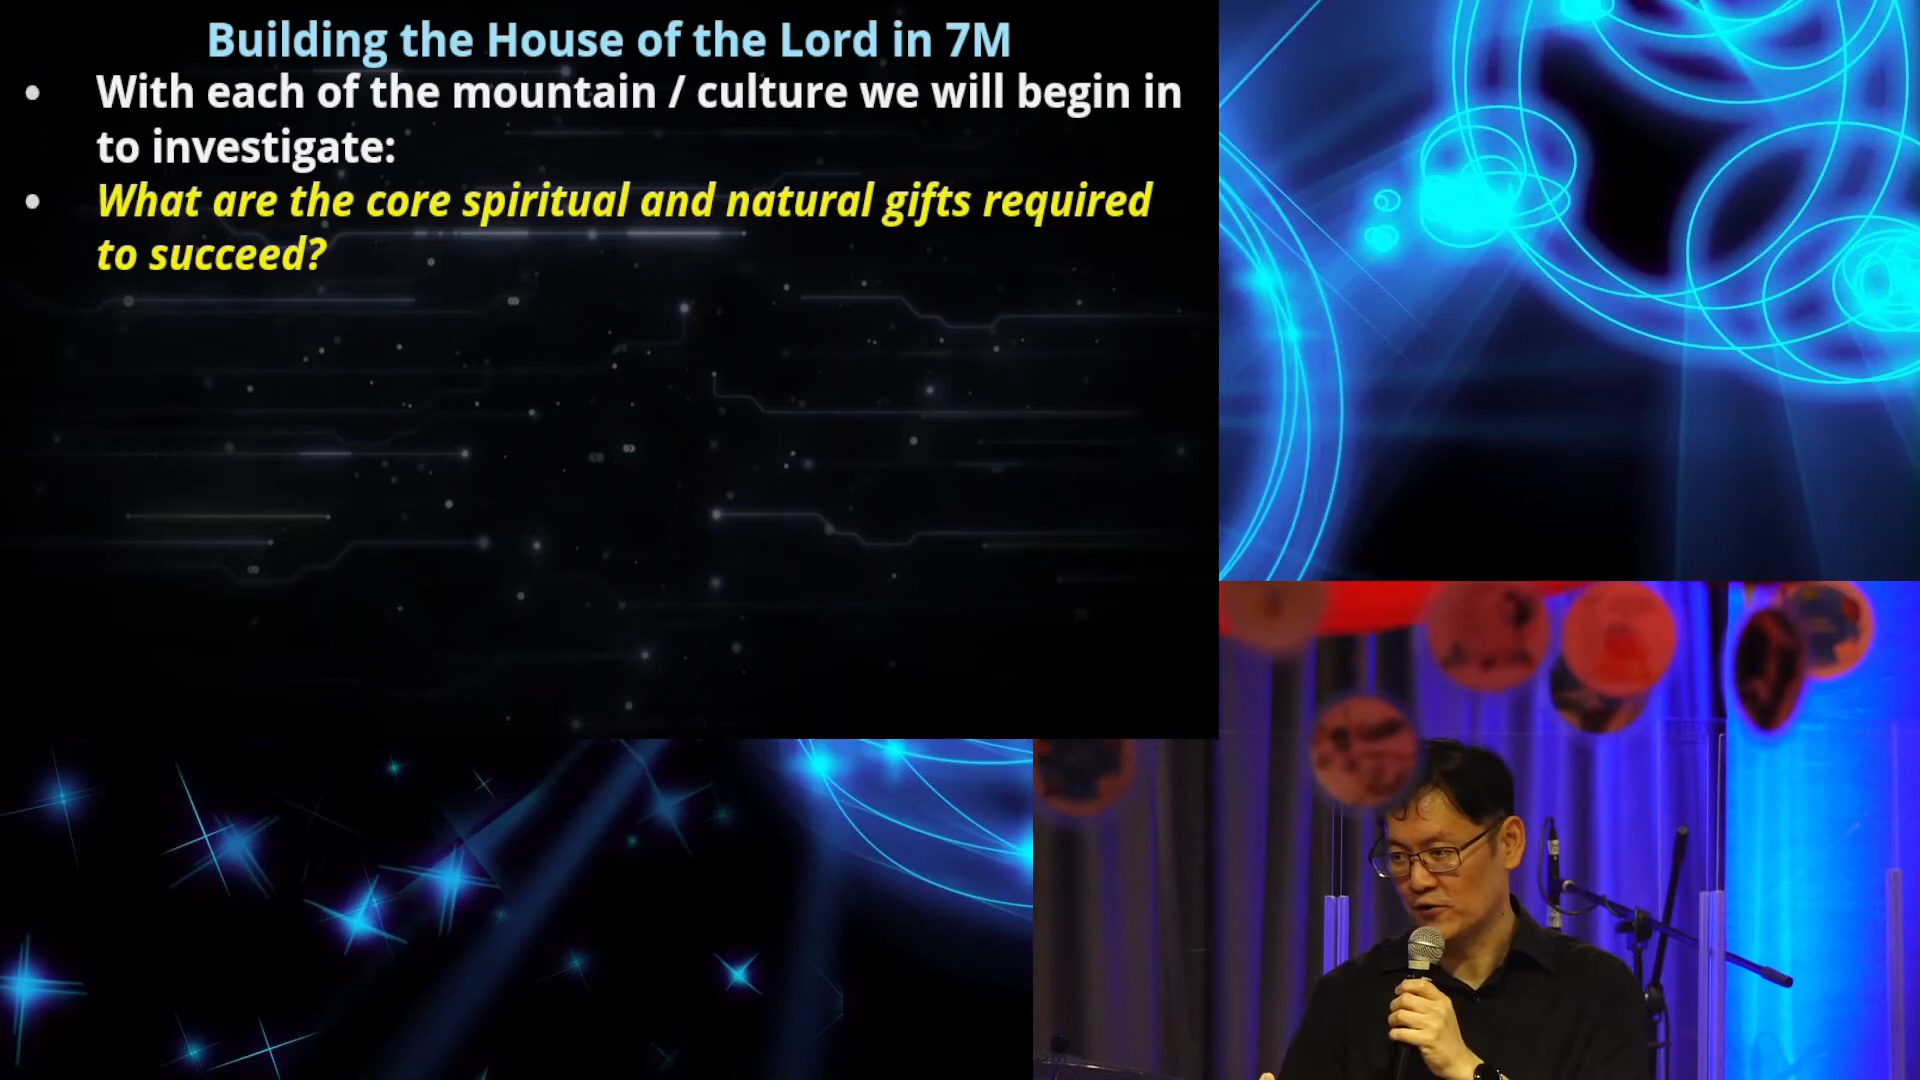 Building the House of the Lord in 7M
• With each of the mountain / culture we will begin in
to investigate:
• What are the core spiritual and natural gifts required
to succeed?